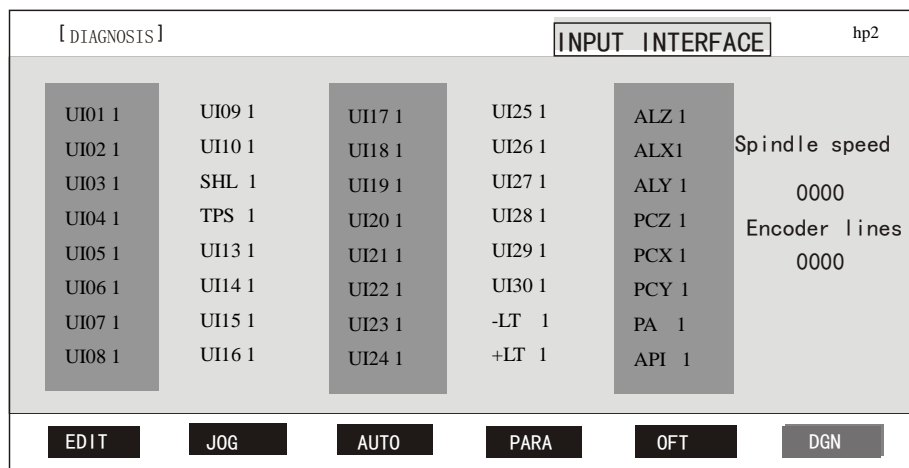 [DIAGNOSIS] INPUT INTERFACE hp2
UI01 1 UI09 1 UI17 1 UI25 1 ALZ 1
UI02 1 UI10 1 UI18 1 UI26 1 ALX1 Spindle speed
UI03 1 SHL 1 UI19 1 UI27 1 ALY 1 0000
UI04 1 TPS 1 UI20 1 UI28 1 PCZ 1 Encoder lines
UI05 1 UI13 1 UI21 1 UI29 1 PCX 1 0000
UI06 1 UI14 1 UI22 1 UI30 1 PCY 1
UI07 1 UI15 1 UI23 1 -LT 1 PA 1
UI08 1 UI16 1 UI24 1 +LT 1 API 1
EDIT JOG AUTO PARA OFT DGN